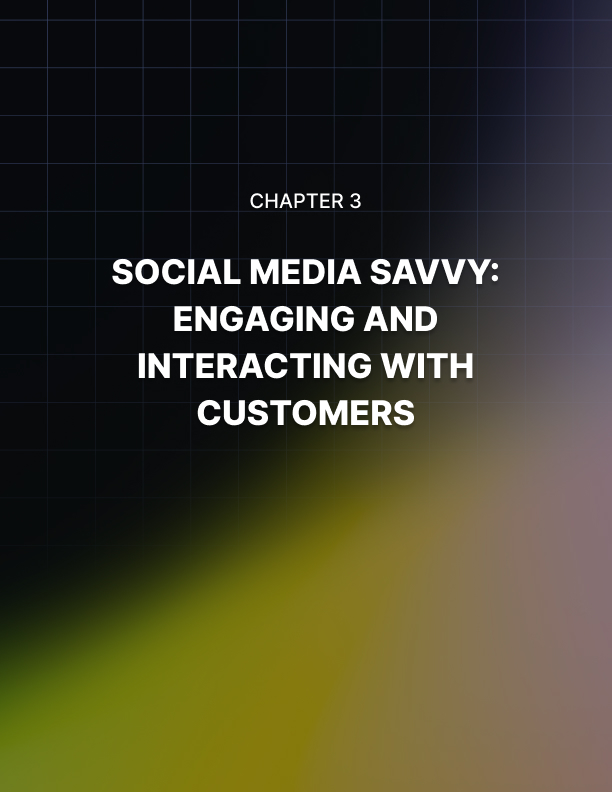 CHAPTER 3
SOCIAL MEDIA SAVVY:
ENGAGING AND
INTERACTING WITH
CUSTOMERS